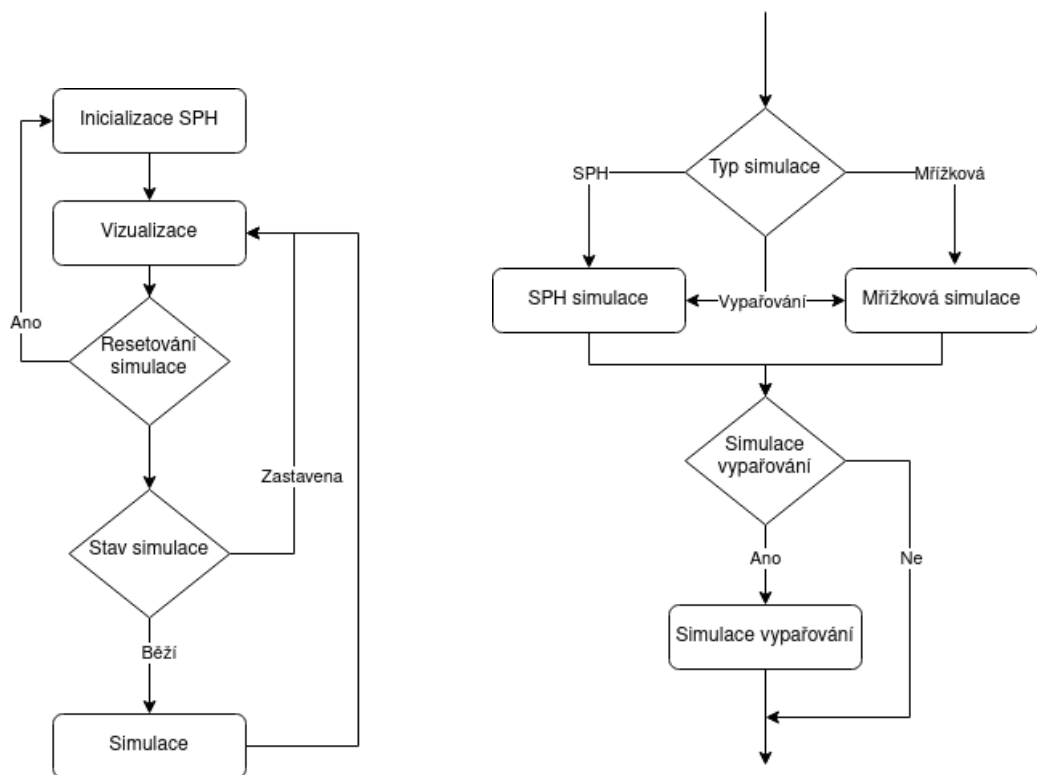 Inicializace SPH
Vizualizace
Ano
Resetování
simulace
Zastavena
Stav simulace
Běží
Simulace
Typ simulace
SPH
Mřížková
SPH simulace
Vypařování
Mřížková simulace
Simulace
vypařování
Ano
Ne
Simulace vypařování